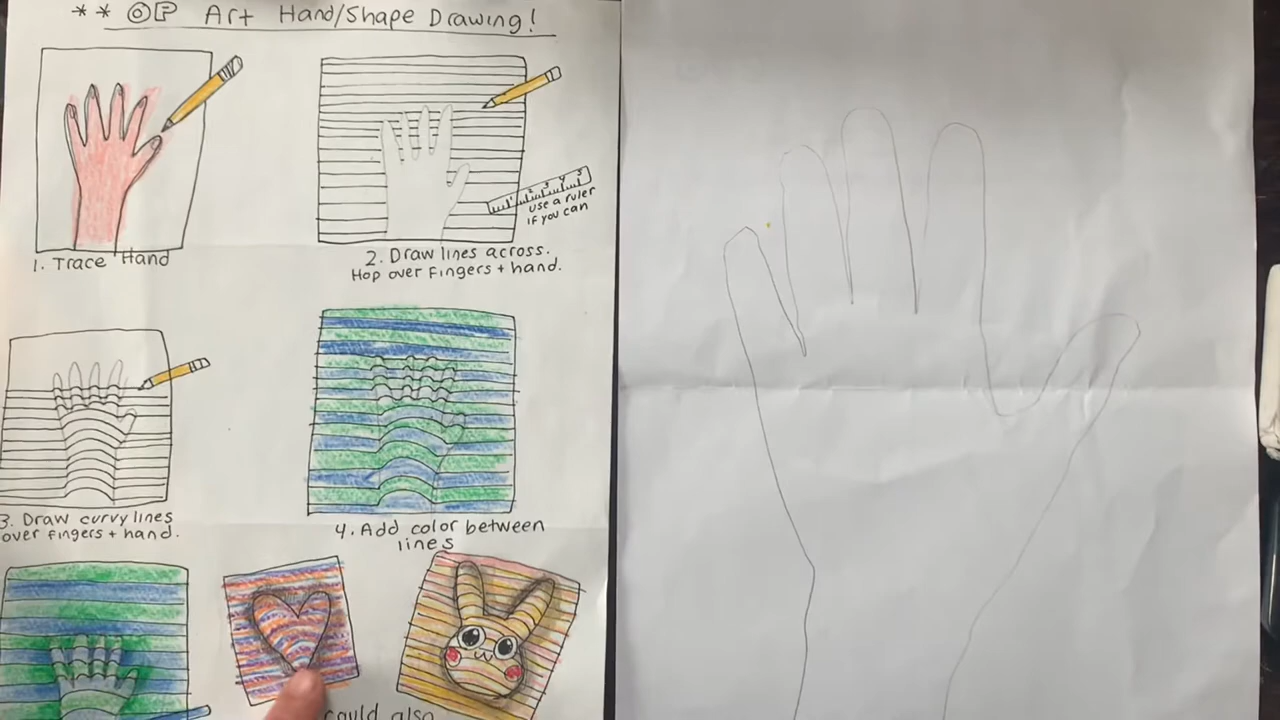 ** OP Art Hand/Shape Drawing!
1. Trace Hand
use a ruler
if you can
2. Draw lines across.
Hop over fingers + hand.
3. Draw curvy lines
over fingers + hand.
4. Add color between
lines
could also